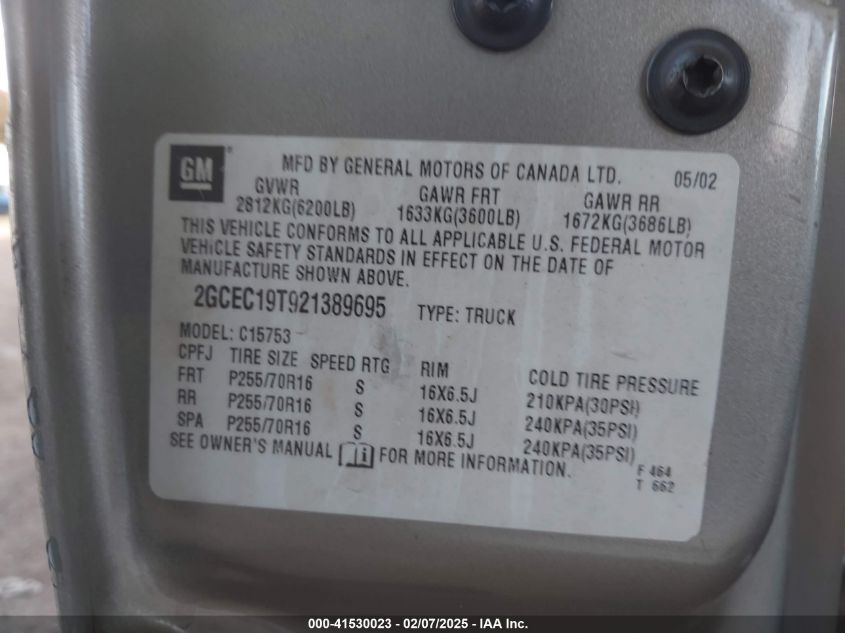 GM MFD BY GENERAL MOTORS OF CANADA LTD. 05/02
GVWR GAWR FRT GAWR RR
2812KG(6200LB) 1633KG(3600LB) 1672KG(3686LB)
THIS VEHICLE CONFORMS TO ALL APPLICABLE U.S. FEDERAL MOTOR
VEHICLE SAFETY STANDARDS IN EFFECT ON THE DATE OF
MANUFACTURE SHOWN ABOVE.
2GCEC19T921389695 TYPE: TRUCK
MODEL: C15753
CPFJ TIRE SIZE SPEED RTG RIM COLD TIRE PRESSURE
FRT P255/70R16 S 16X6.5J 210KPA(30PSI)
RR P255/70R16 S 16X6.5J 240KPA(35PSI)
SPA P255/70R16 S 16X6.5J 240KPA(35PSI)
SEE OWNER'S MANUAL FOR MORE INFORMATION.
F 464
T 662
000-41530023 - 02/07/2025 - IAA Inc.